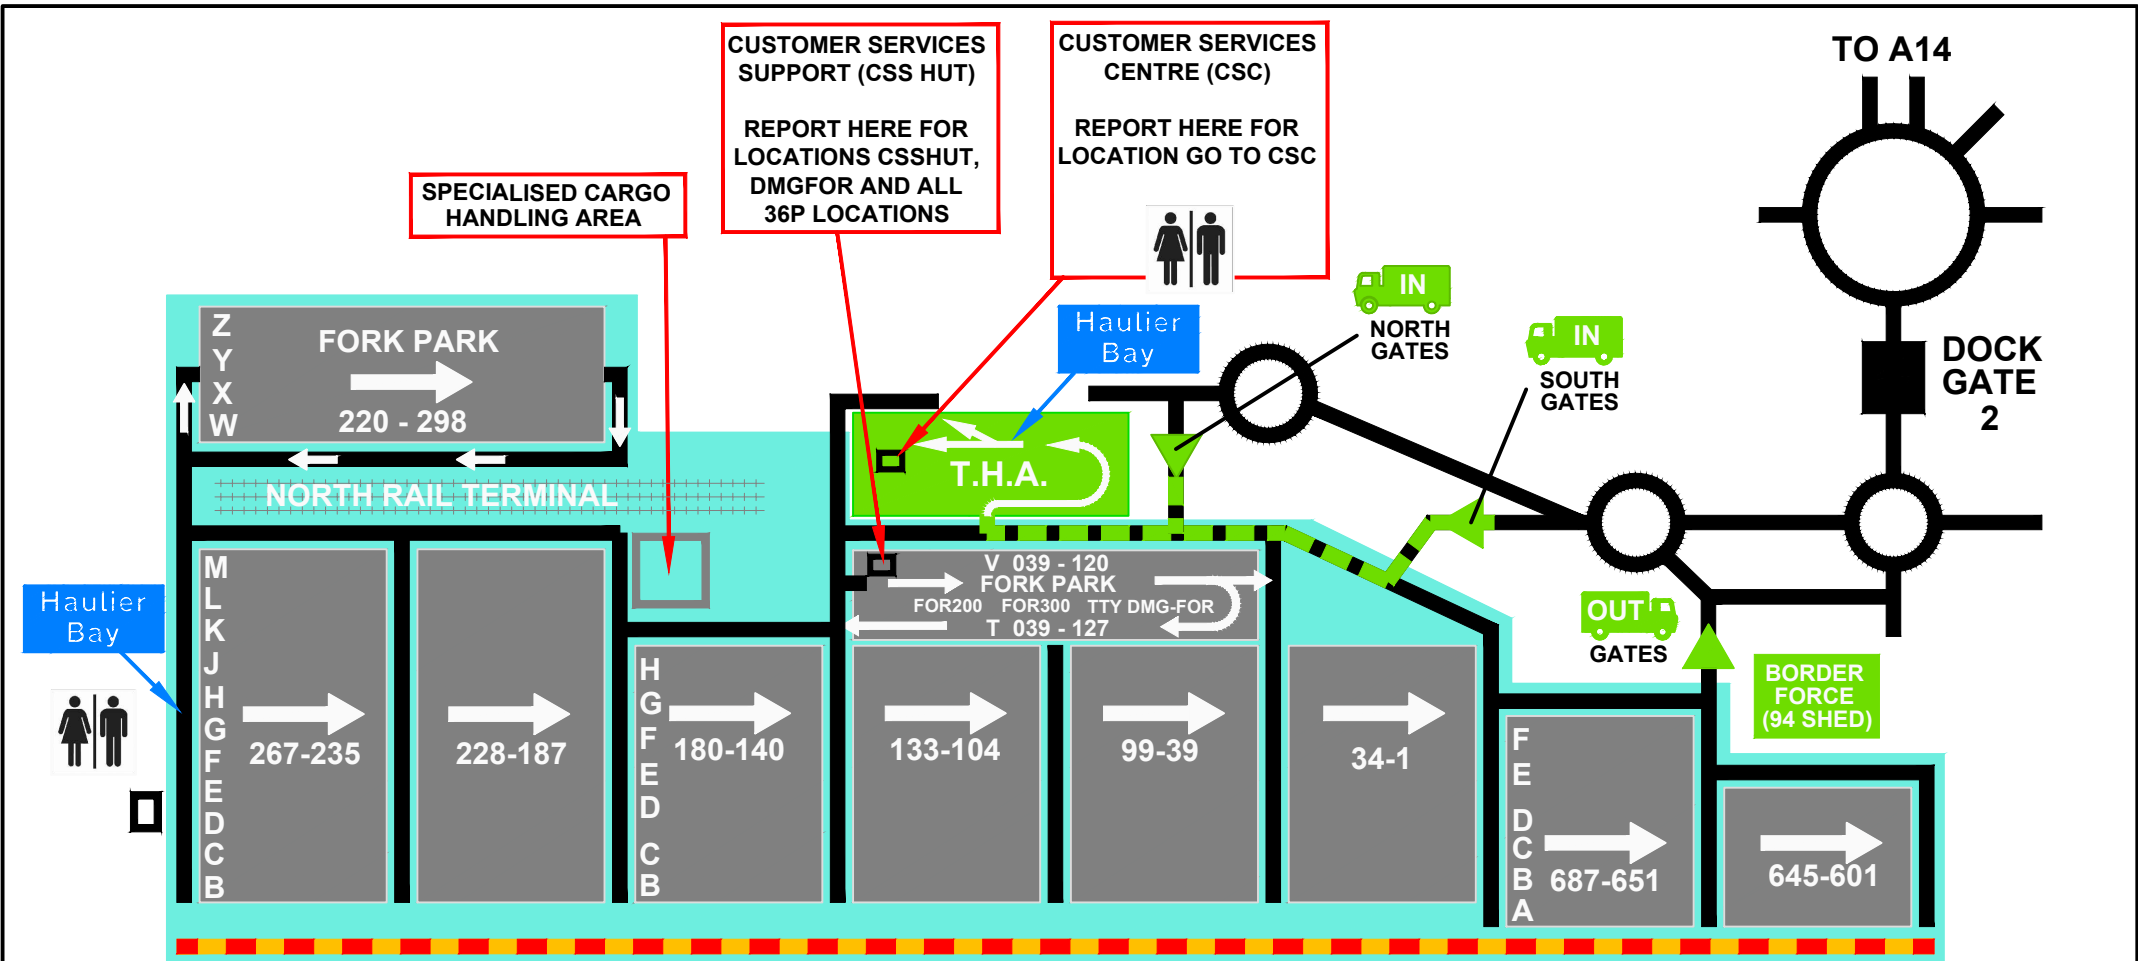 CUSTOMER SERVICES
SUPPORT (CSS HUT)
REPORT HERE FOR
LOCATIONS CSSHUT,
DMGFOR AND ALL
36P LOCATIONS
CUSTOMER SERVICES
CENTRE (CSC)
REPORT HERE FOR
LOCATION GO TO CSC
TO A14
SPECIALISED CARGO
HANDLING AREA
IN
NORTH
GATES
IN
SOUTH
GATES
DOCK
GATE
2
Haulier
Bay
Z
Y
X
W
FORK PARK
220 - 298
T.H.A.
NORTH RAIL TERMINAL
V 039 - 120
FORK PARK
FOR200 FOR300 TTY DMG-FOR
T 039 - 127
Haulier
Bay
OUT
GATES
BORDER
FORCE
(94 SHED)
M
L
K
J
H
G
F
E
D
C
B
267-235
228-187
H
G
F
E
D
C
B
180-140
133-104
99-39
34-1
F
E
D
C
B
A
687-651
645-601